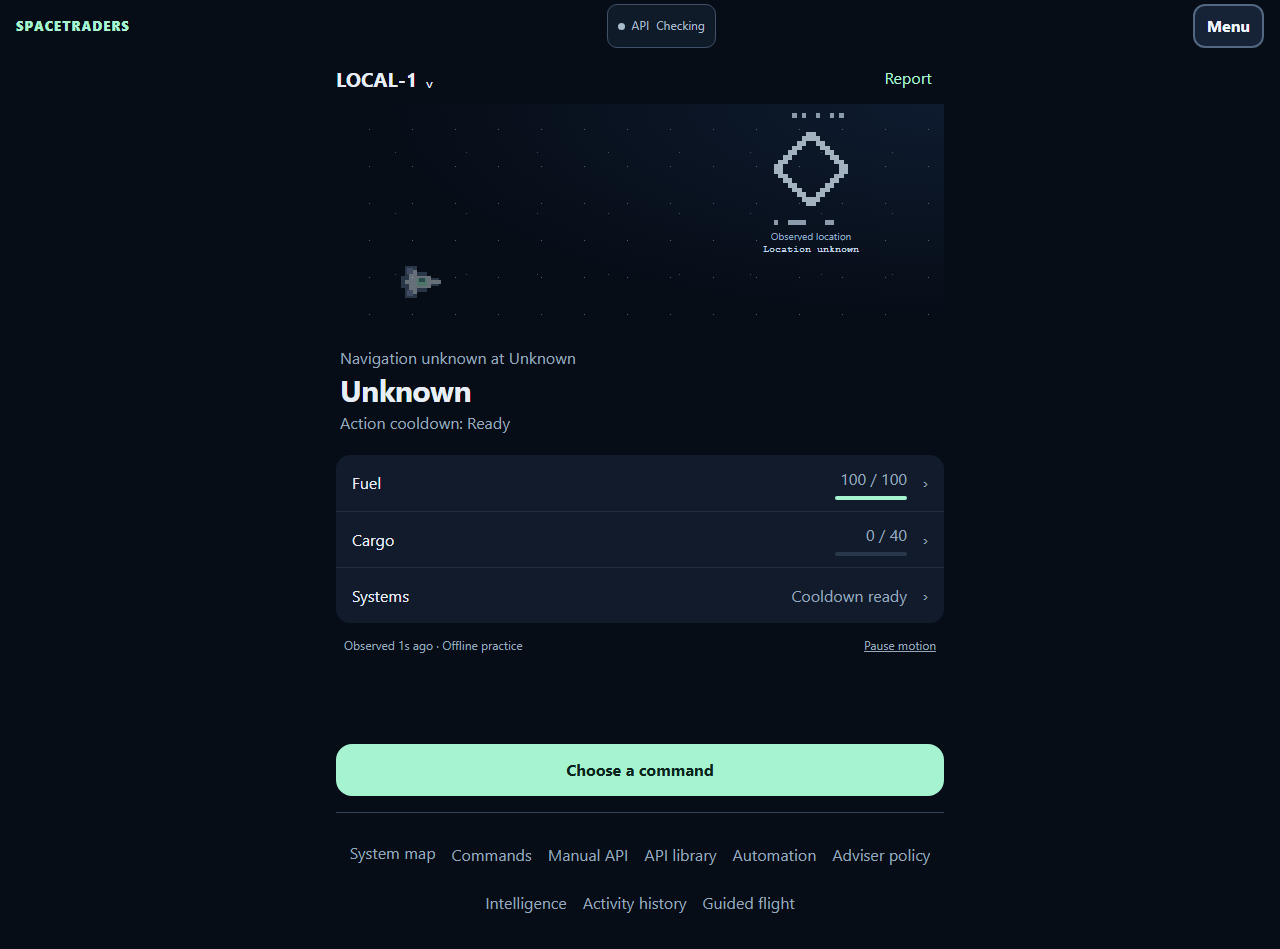 SPACETRADERS
API Checking
Menu
LOCAL-1 v
Report
Observed location
Location unknown
Navigation unknown at Unknown
Unknown
Action cooldown: Ready
Fuel 100 / 100 ›
Cargo 0 / 40 ›
Systems Cooldown ready ›
Observed 1s ago · Offline practice Pause motion
Choose a command
System map Commands Manual API API library Automation Adviser policy
Intelligence Activity history Guided flight